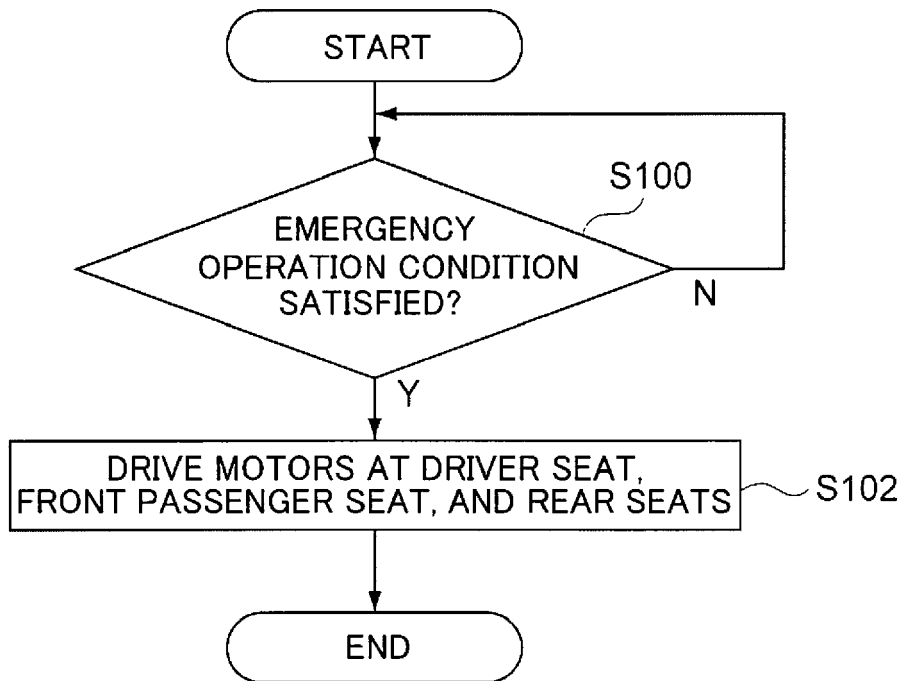 START
S100
EMERGENCY
OPERATION CONDITION
SATISFIED?
N
Y
DRIVE MOTORS AT DRIVER SEAT,
FRONT PASSENGER SEAT, AND REAR SEATS
S102
END